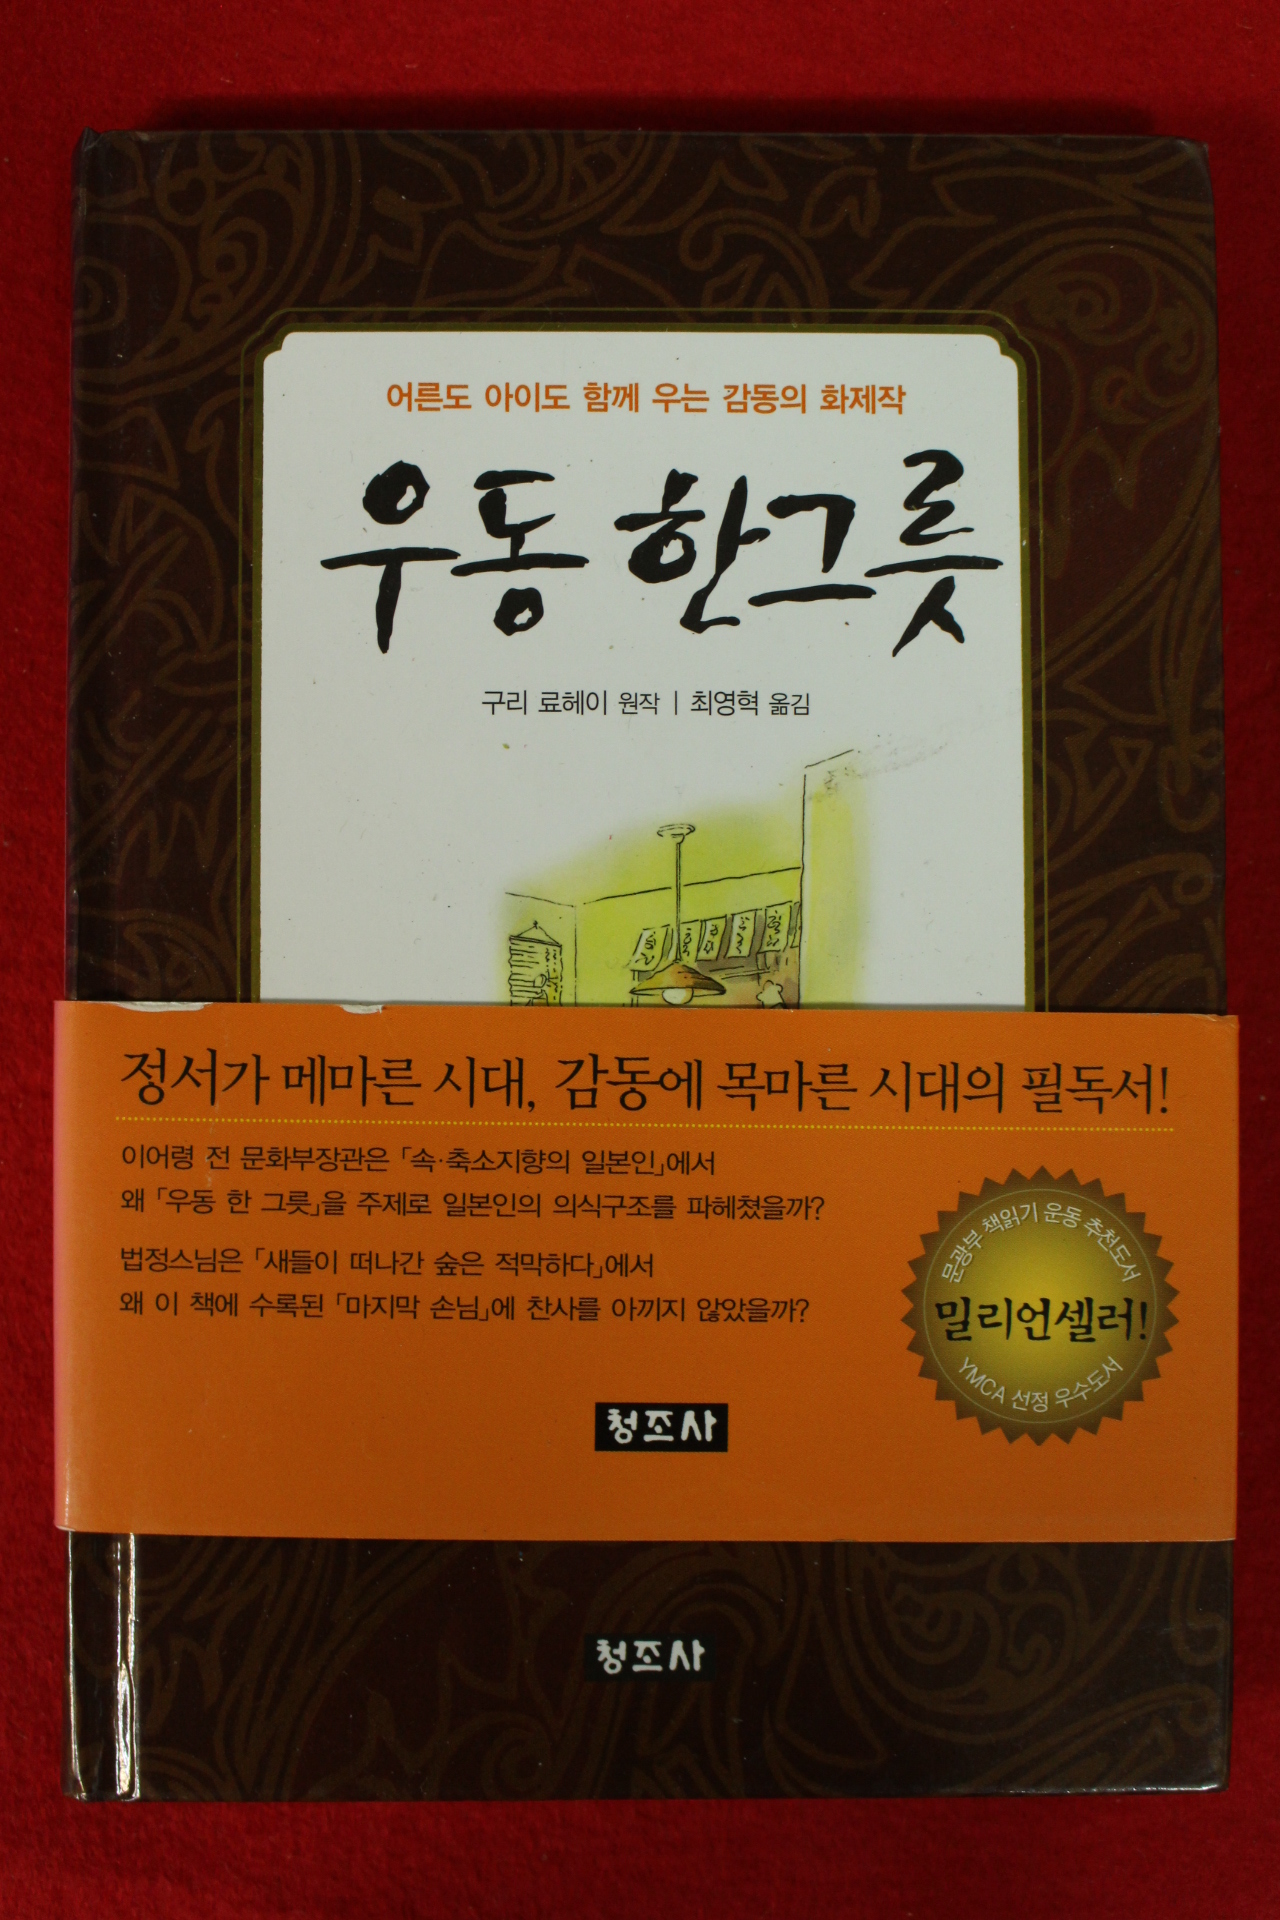 어른도 아이도 함께 우는 감동의 화제작
우동 한그릇
구리 료헤이 원작 | 최영혁 옮김
정서가 메마른 시대, 감동에 목마른 시대의 필독서!
이어령 전 문화부장관은 「속·축소지향의 일본인」에서
왜 「우동 한 그릇」을 주제로 일본인의 의식구조를 파헤쳤을까?
법정스님은 「새들이 떠나간 숲은 적막하다」에서
왜 이 책에 수록된 「마지막 손님」에 찬사를 아끼지 않았을까?
문광부 책읽기 운동 추천도서
밀리언셀러!
YMCA 선정 우수도서
청조사
청조사